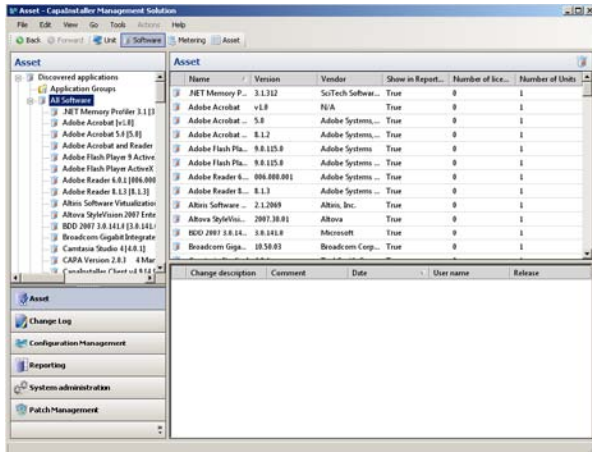 Asset - CapaInstaller Management Solution
File Edit View Go Tools Actions Help
Back Forward Unit Software Metering Asset
Asset
Discovered applications
Application Groups
All Software
.NET Memory Profiler 3.1 [3
Adobe Acrobat [v1.0]
Adobe Acrobat 5.0 [5.0]
Adobe Acrobat and Reader
Adobe Flash Player 9 Active
Adobe Flash Player ActiveX
Adobe Reader 6.0.1 [006.000
Adobe Reader 8.1.3 [8.1.3]
Altiris Software Virtualizatio
Altova StyleVision 2007 Ente
BDD 2007 3.0.141.0 [3.0.141.
Broadcom Gigabit Integrate
Camtasia Studio 4 [4.0.1]
CAPA Version 2.0.3 4 Mar
Asset
Change Log
Configuration Management
Reporting
System administration
Patch Management
Asset
Name Version Vendor Show in Report... Number of lice... Number of Units
.NET Memory P... 3.1.312 SciTech Softwar... True 0 1
Adobe Acrobat v1.0 N/A True 0 1
Adobe Acrobat ... 5.0 Adobe Systems,... True 0 1
Adobe Acrobat ... 8.1.2 Adobe Systems ... True 0 1
Adobe Flash Pla... 9.0.115.0 Adobe Systems True 0 1
Adobe Flash Pla... 9.0.115.0 Adobe Systems True 0 1
Adobe Reader 6.... 006.000.001 Adobe Systems,... True 0 1
Adobe Reader 8.... 8.1.3 Adobe Systems ... True 0 1
Altiris Software ... 2.1.2069 Altiris, Inc. True 0 1
Altova StyleVisi... 2007.30.01 Altova True 0 1
BDD 2007 3.0.14... 3.0.141.0 Microsoft True 0 1
Broadcom Giga... 10.50.03 Broadcom Corp... True 0 1
Change description Comment Date User name Release